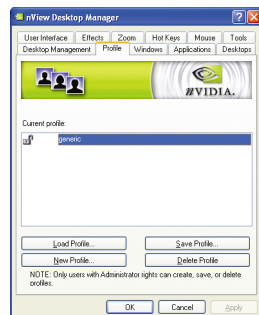 nView Desktop Manager
User Interface Effects Zoom Hot Keys Mouse Tools
Desktop Management Profile Windows Applications Desktops
nVIDIA.
Current profile:
generic
Load Profile... Save Profile...
New Profile... Delete Profile
NOTE: Only users with Administrator rights can create, save, or delete
profiles.
OK Cancel Apply